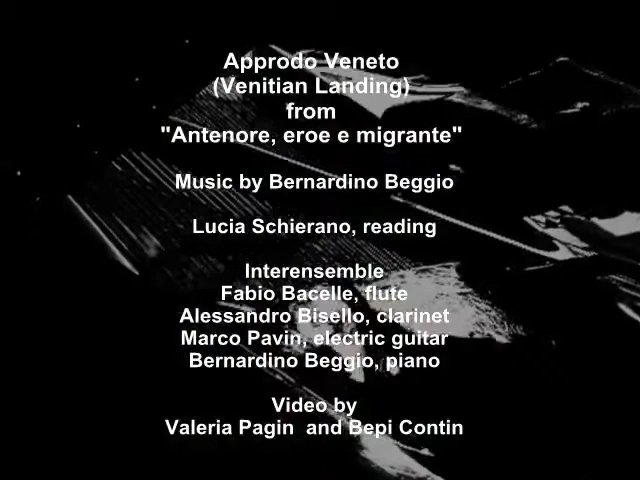 Approdo Veneto
(Venitian Landing)
from
"Antenore, eroe e migrante"
Music by Bernardino Beggio
Lucia Schierano, reading
Interensemble
Fabio Bacelle, flute
Alessandro Bisello, clarinet
Marco Pavin, electric guitar
Bernardino Beggio, piano
Video by
Valeria Pagin  and Bepi Contin